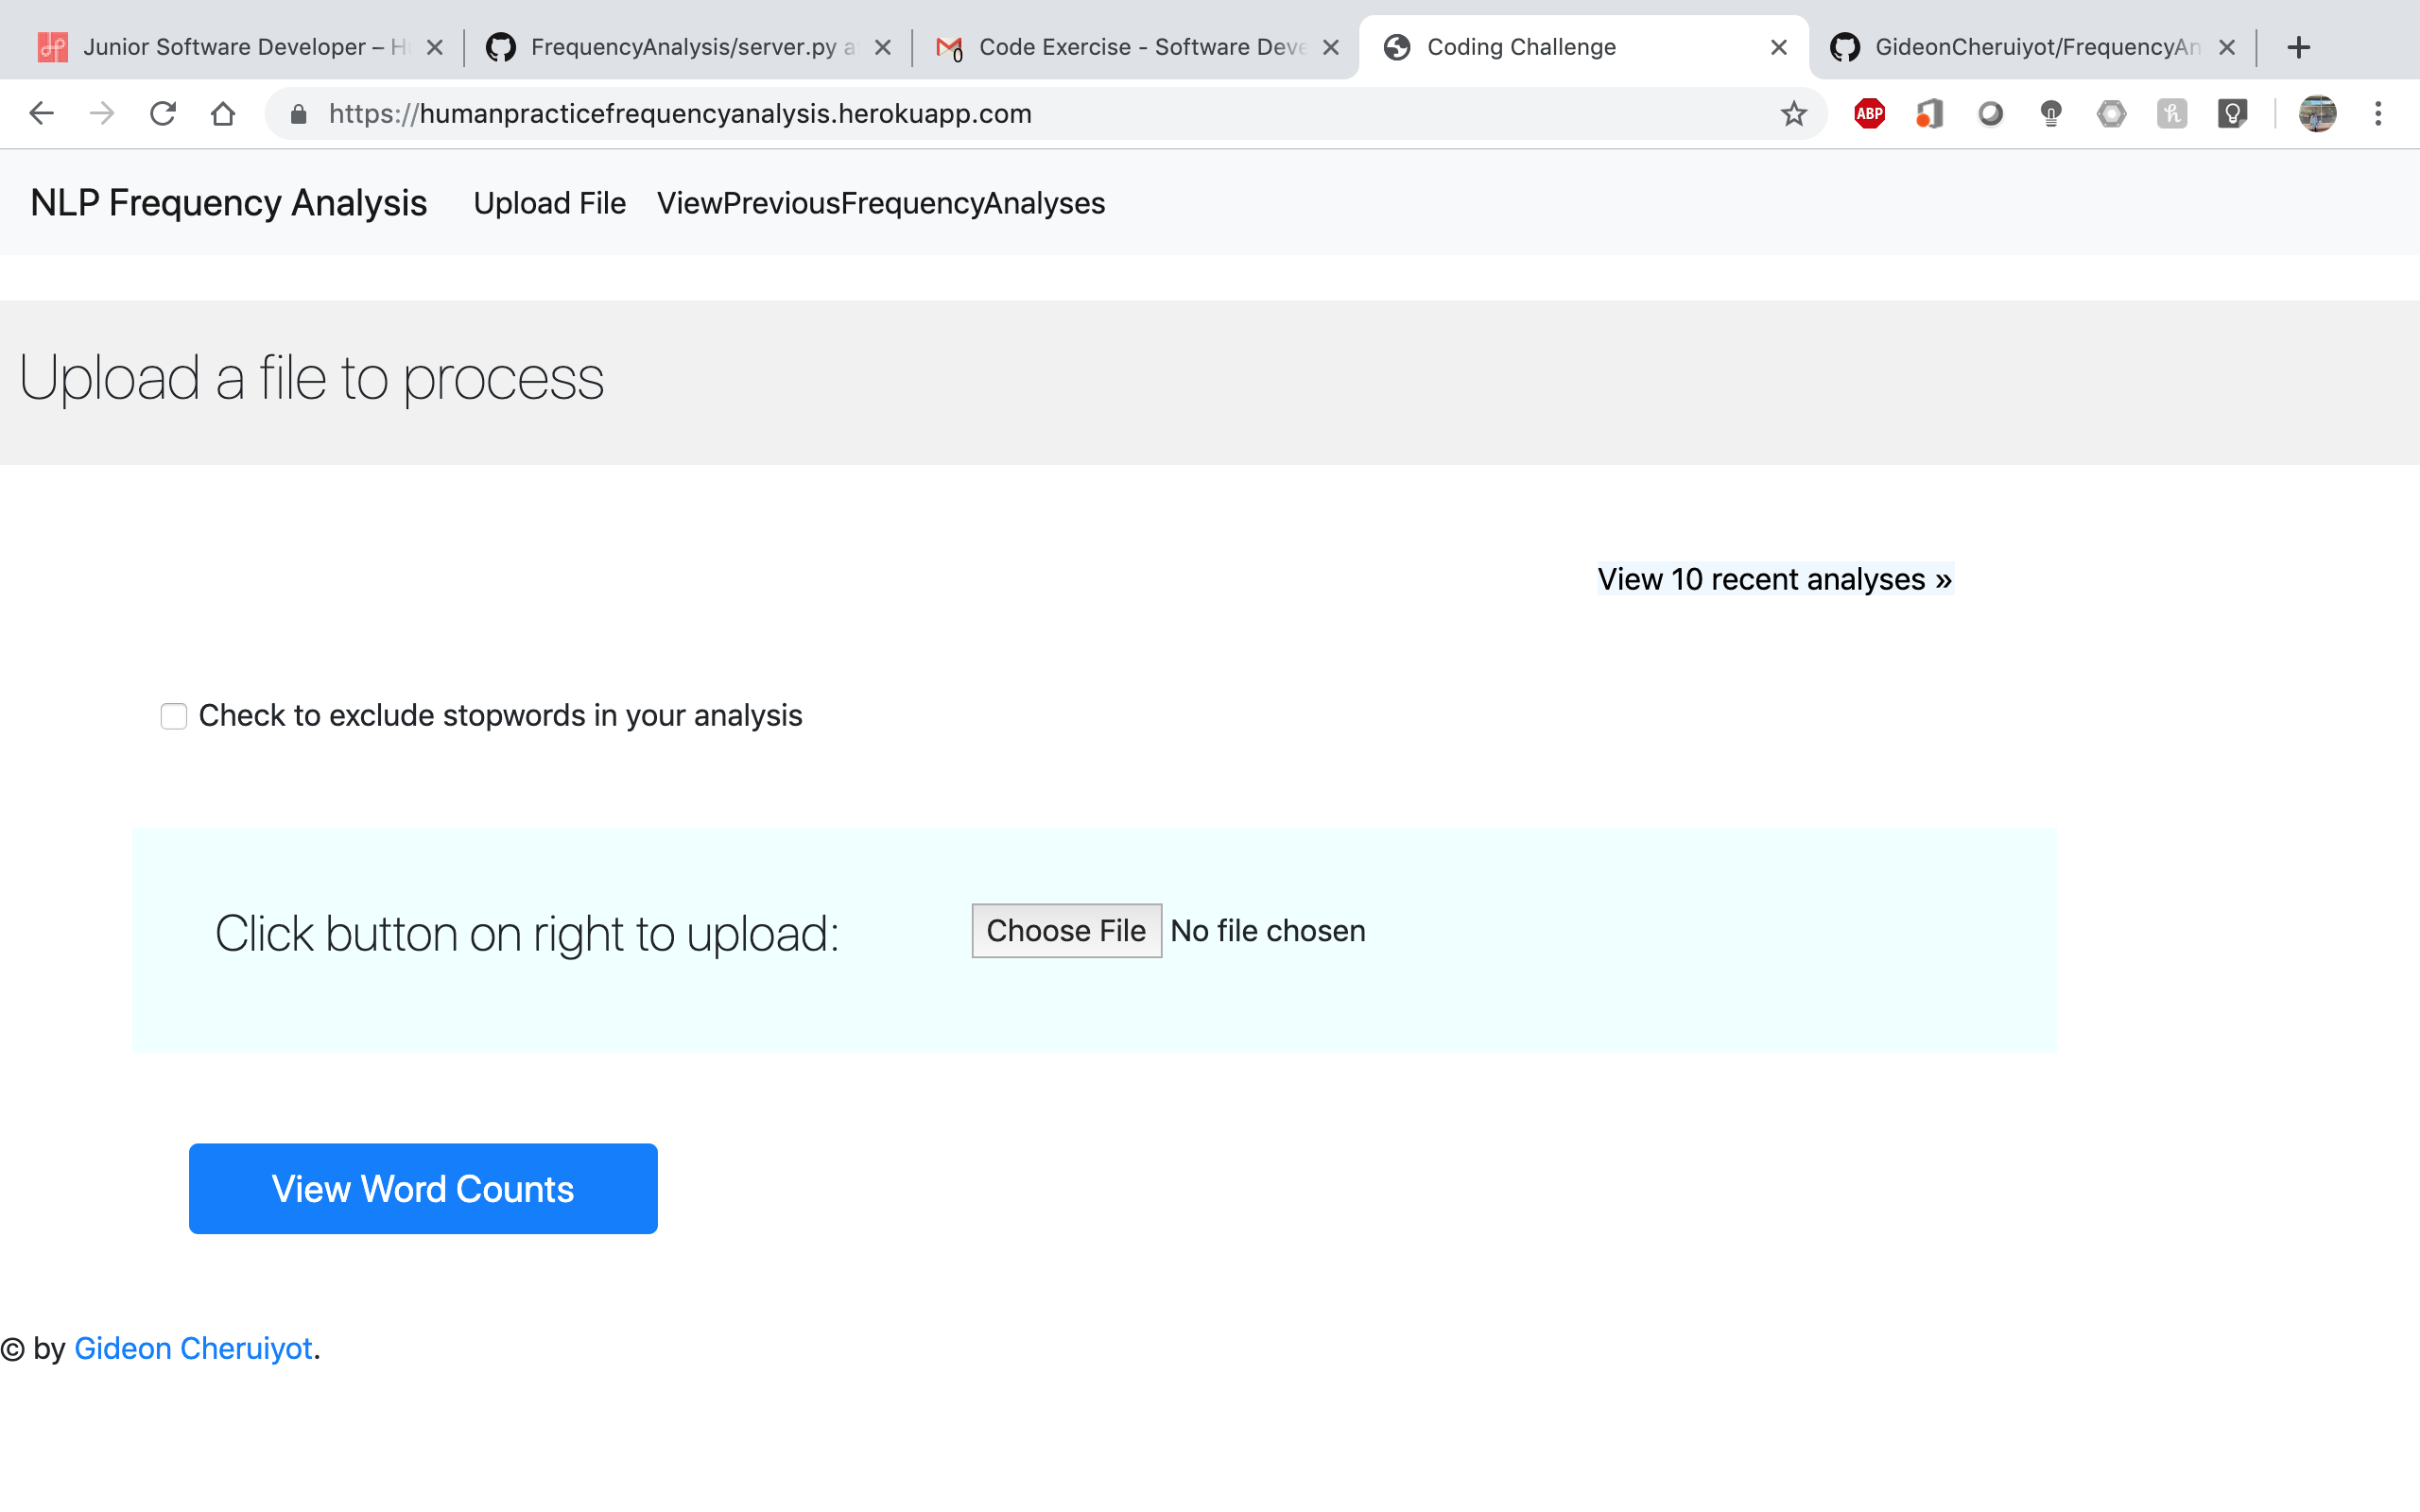 Junior Software Developer – H
FrequencyAnalysis/server.py a
0
Code Exercise - Software Deve
Coding Challenge
GideonCheruiyot/FrequencyAn
https://humanpracticefrequencyanalysis.herokuapp.com
ABP
h
NLP Frequency Analysis
Upload File
ViewPreviousFrequencyAnalyses
Upload a file to process
View 10 recent analyses »
Check to exclude stopwords in your analysis
Click button on right to upload:
Choose File No file chosen
View Word Counts
© by Gideon Cheruiyot.